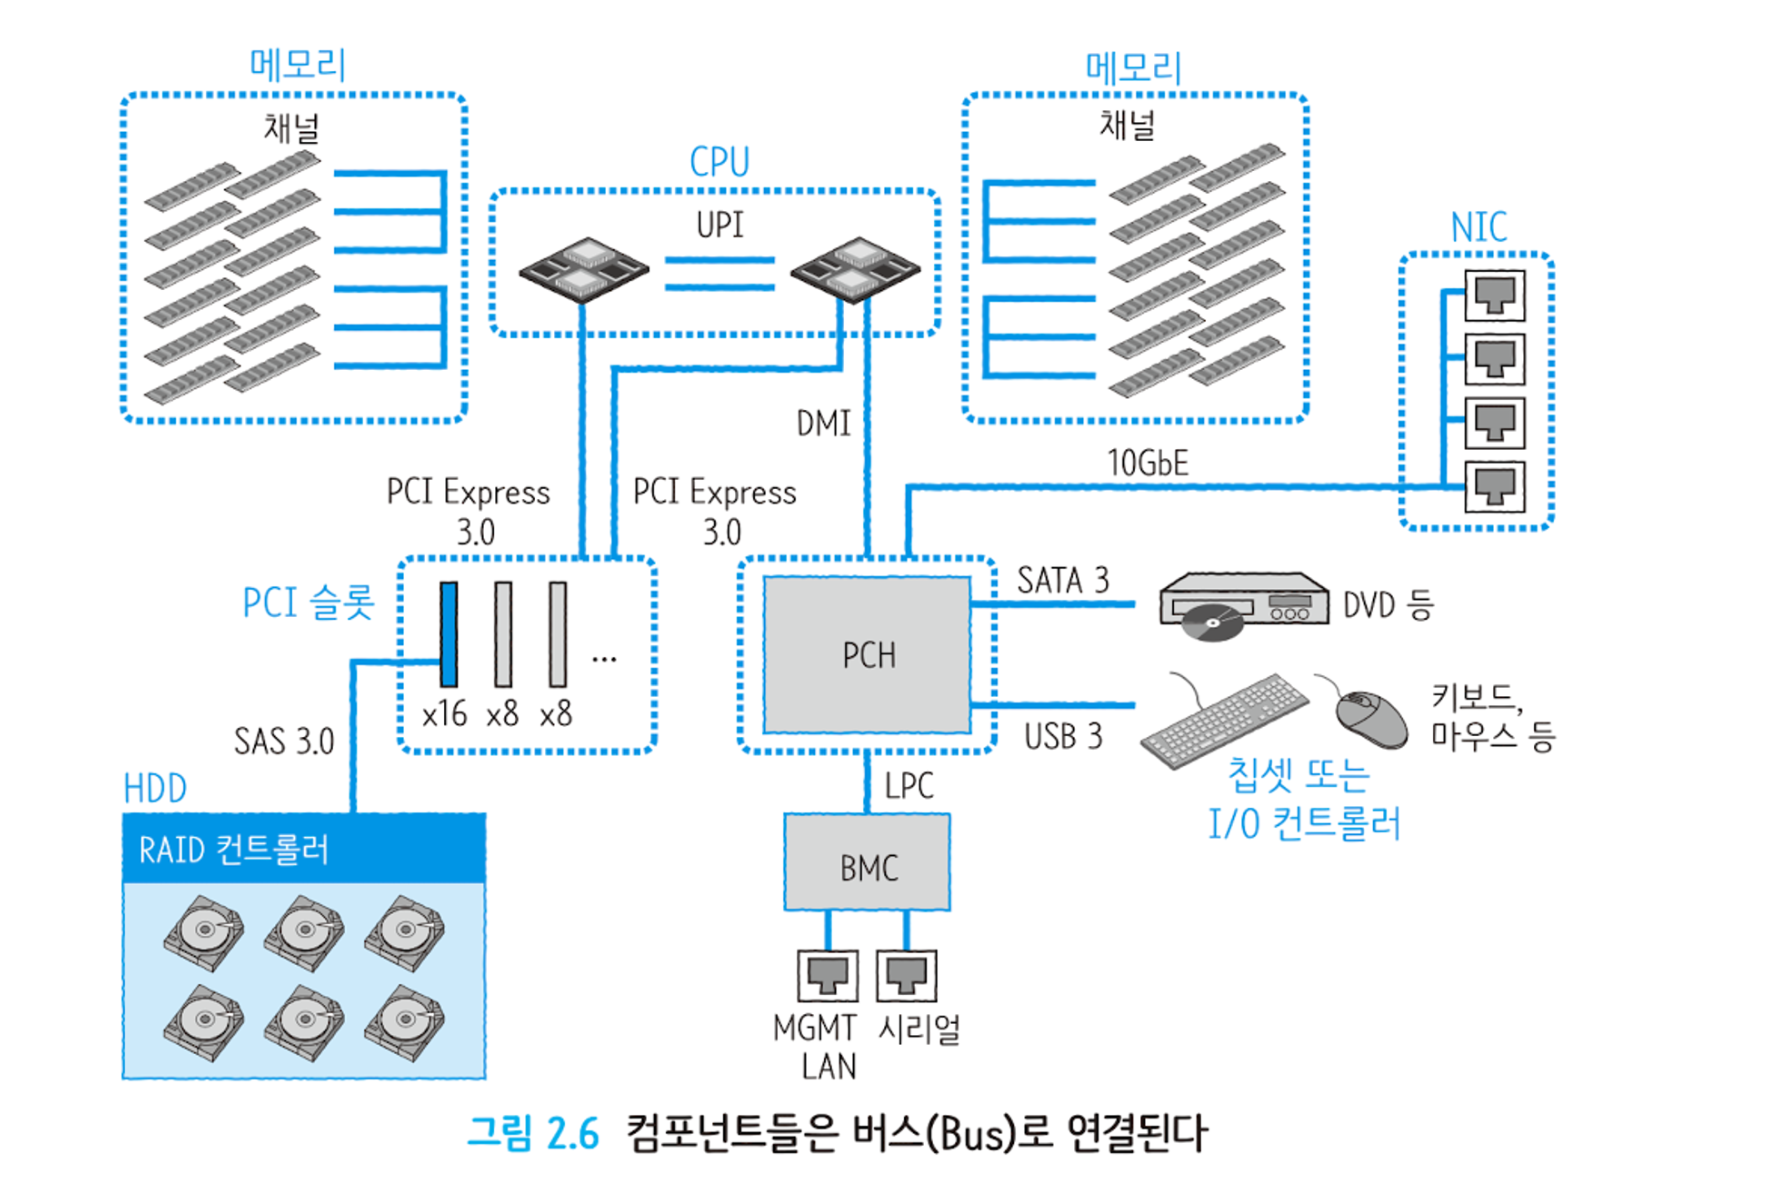 메모리
채널
CPU
UPI
메모리
채널
NIC
DMI
10GbE
PCI Express
3.0
PCI Express
3.0
PCI 슬롯
x16 x8 x8
...
SAS 3.0
PCH
SATA 3
DVD 등
USB 3
키보드,
마우스 등
칩셋 또는
I/O 컨트롤러
HDD
RAID 컨트롤러
LPC
BMC
MGMT
LAN
시리얼
그림 2.6 컴포넌트들은 버스(Bus)로 연결된다